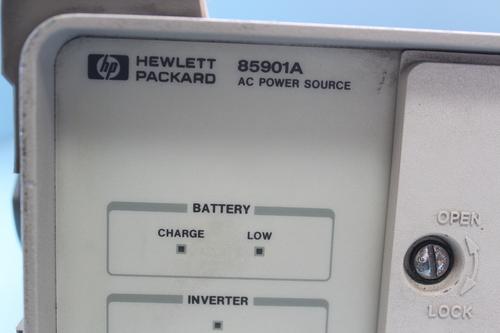 hp HEWLETT PACKARD 85901A
AC POWER SOURCE
BATTERY
CHARGE LOW
INVERTER
OPEN
LOCK